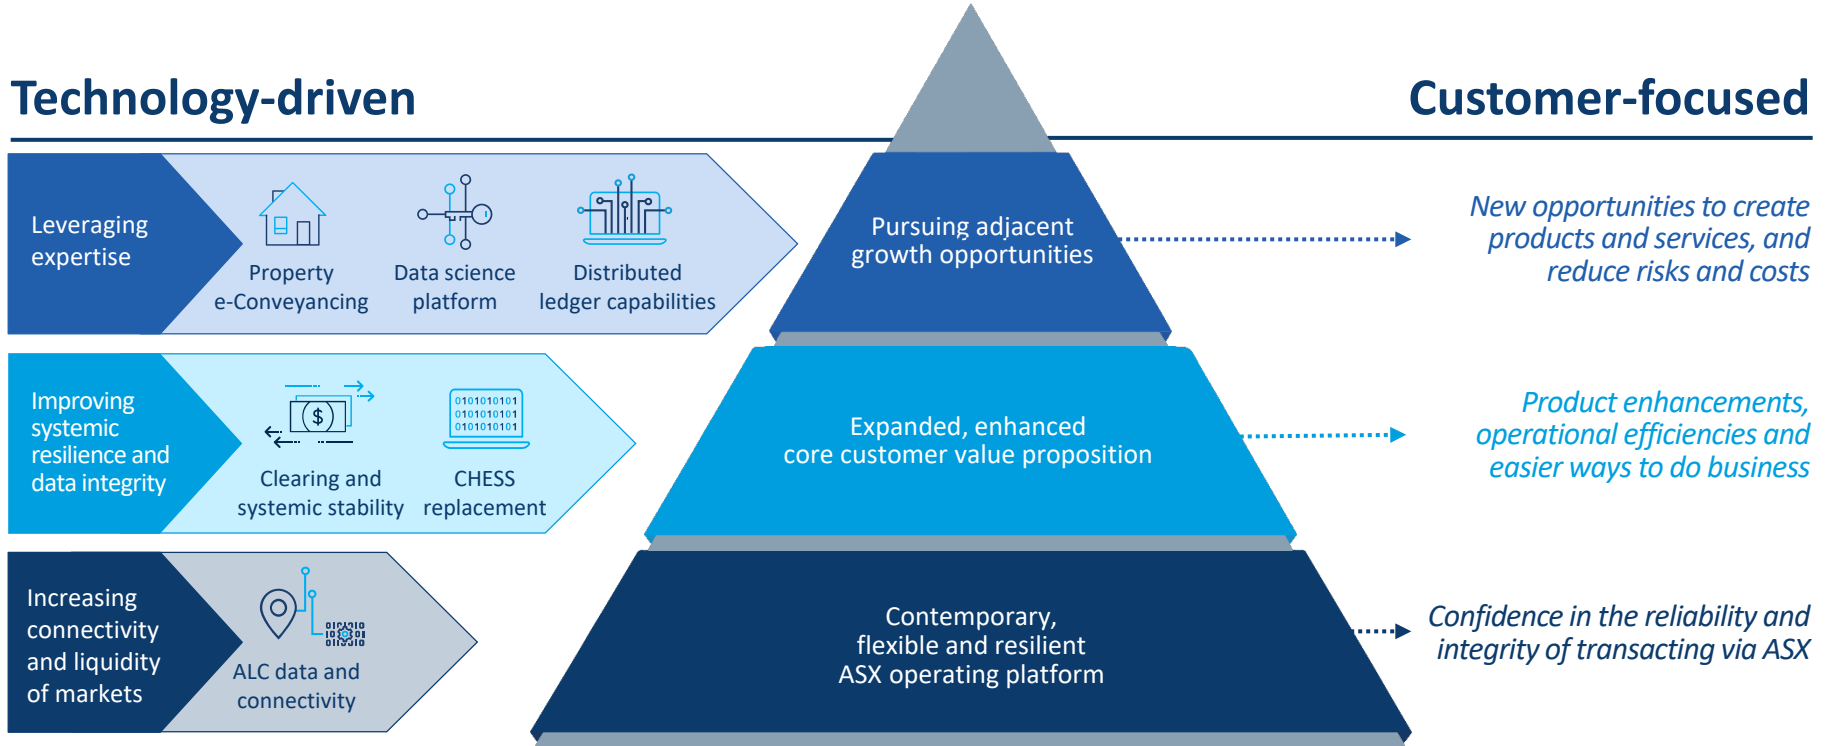 Technology-driven
Customer-focused
Leveraging
expertise
Property
e-Conveyancing
Data science
platform
Distributed
ledger capabilities
Pursuing adjacent
growth opportunities
New opportunities to create
products and services, and
reduce risks and costs
Improving
systemic
resilience and
data integrity
$
Clearing and
systemic stability
0101010101
0101010101
0101010101
CHESS
replacement
Expanded, enhanced
core customer value proposition
Product enhancements,
operational efficiencies and
easier ways to do business
Increasing
connectivity
and liquidity
of markets
ALC data and
connectivity
Contemporary,
flexible and resilient
ASX operating platform
Confidence in the reliability and
integrity of transacting via ASX